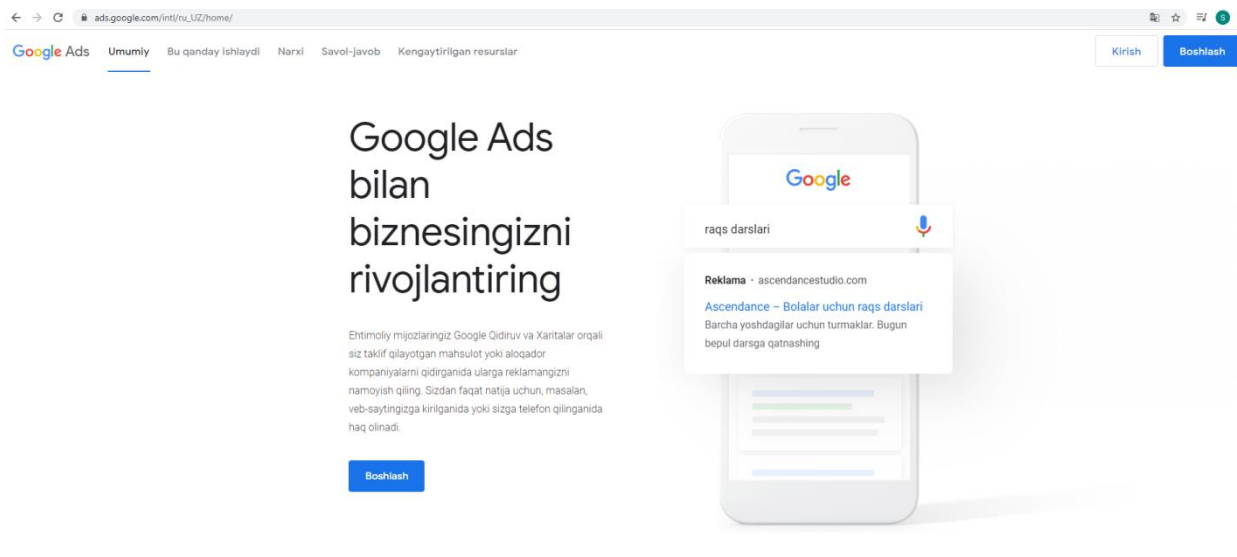 ads.google.com/intl/ru_UZ/home/
Google Ads Umumiy Bu qanday ishlaydi Narxi Savol-javob Kengaytirilgan resurslar Kirish Boshlash
Google Ads
bilan
biznesingizni
rivojlantiring
Ehtimoliy mijozlaringiz Google Qidiruv va Xaritalar orqali
siz taklif qilayotgan mahsulot yoki aloqador
kompaniyalarni qidirganida ularga reklamangizni
namoyish qiling. Sizdan faqat natija uchun, masalan,
veb-saytingizga kirilganida yoki sizga telefon qilinganida
haq olinadi.
Boshlash
Google
raqs darslari
Reklama · ascendancestudio.com
Ascendance – Bolalar uchun raqs darslari
Barcha yoshdagilar uchun turmaklar. Bugun
bepul darsga qatnashing
S